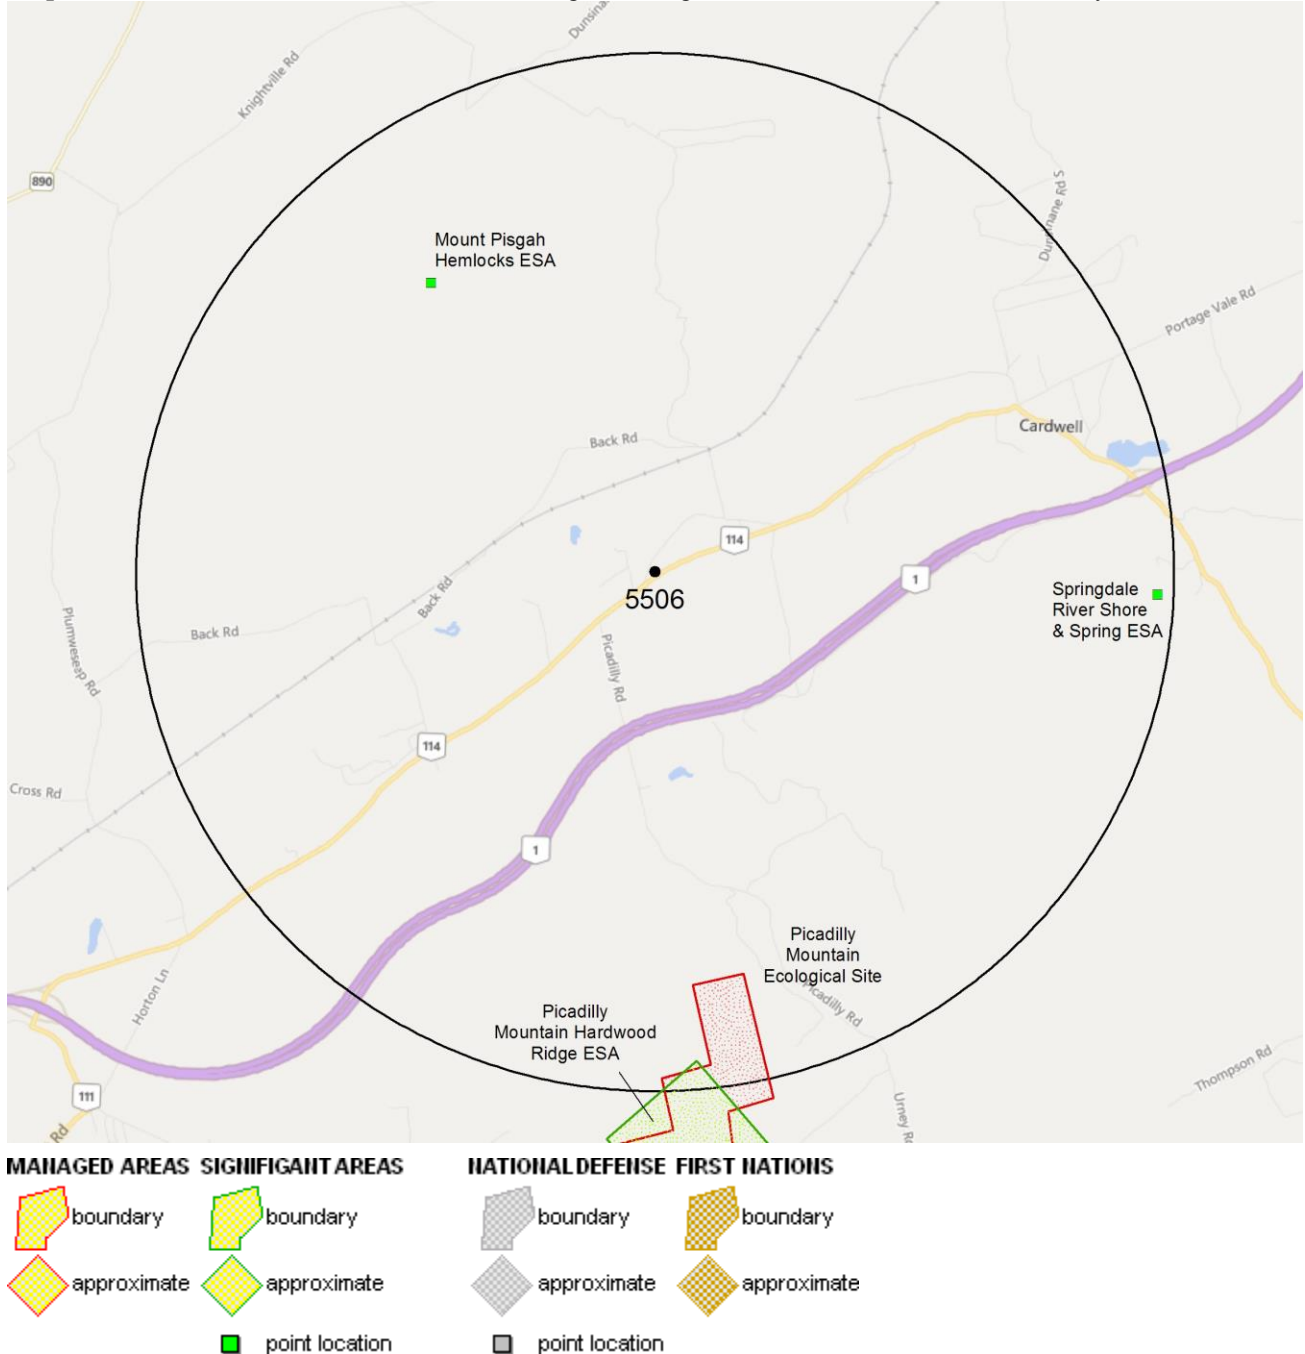 Dunsina
Knightville Rd
890
Dunsinane Rd S
Mount Pisgah
Hemlocks ESA
Portage Vale Rd
Cardwell
Back Rd
114
5506
1
Springdale
River Shore
& Spring ESA
Back Rd
Back Rd
Plumweseap Rd
Picadilly Rd
114
Cross Rd
1
Picadilly
Mountain
Ecological Site
Horton Ln
Picadilly Rd
Picadilly
Mountain Hardwood
Ridge ESA
Thompson Rd
111
Urney Rd
Rd
MANAGED AREAS SIGNIFIGANT AREAS NATIONAL DEFENSE FIRST NATIONS
boundary boundary boundary boundary
approximate approximate approximate approximate
point location point location